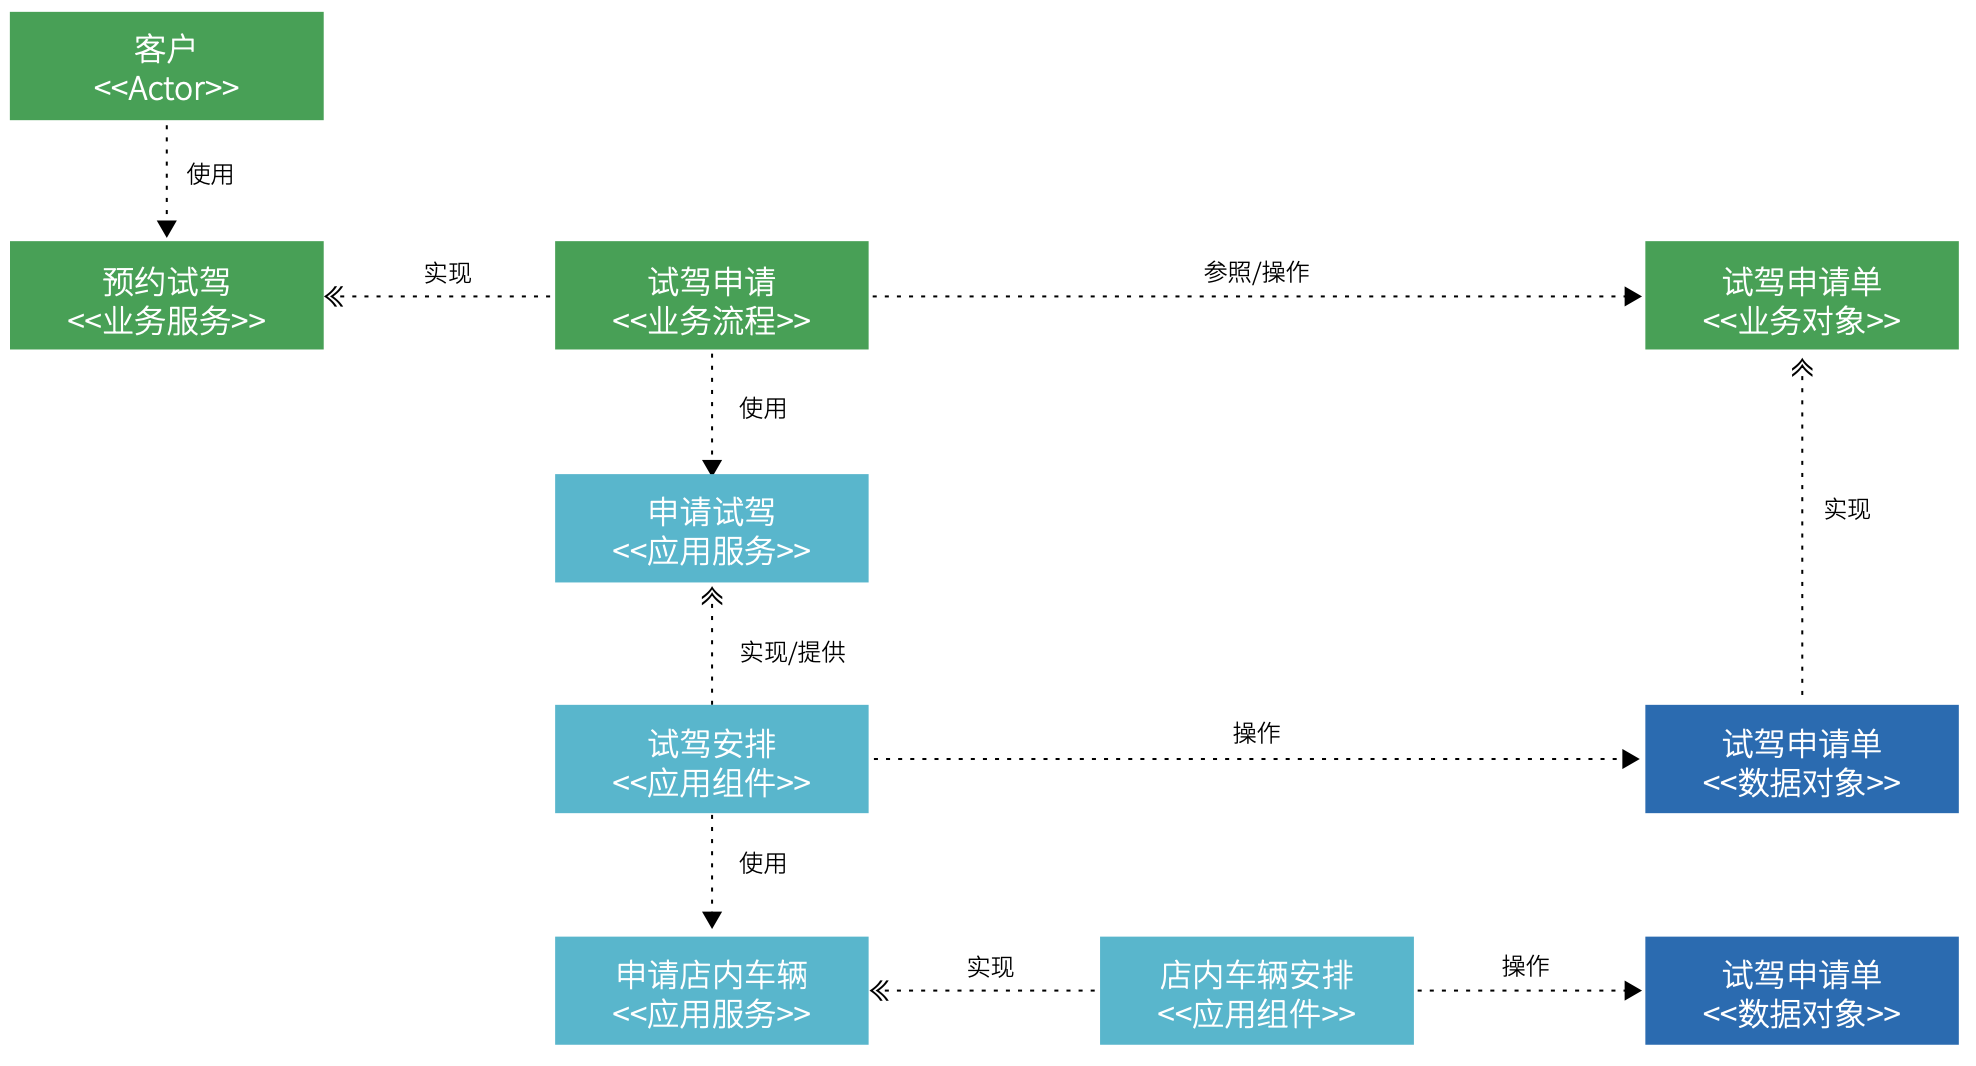 客户
<<Actor>>
使用
预约试驾
<<业务服务>>
实现
试驾申请
<<业务流程>>
参照/操作
试驾申请单
<<业务对象>>
使用
申请试驾
<<应用服务>>
实现
实现/提供
试驾安排
<<应用组件>>
操作
试驾申请单
<<数据对象>>
使用
申请店内车辆
<<应用服务>>
实现
店内车辆安排
<<应用组件>>
操作
试驾申请单
<<数据对象>>